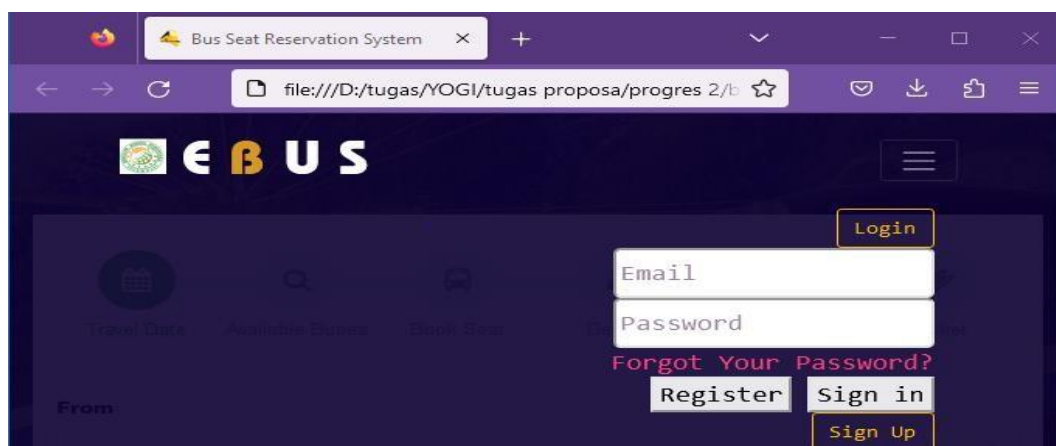 Bus Seat Reservation System
file:///D:/tugas/YOGI/tugas proposa/progres 2/b
E B U S
Login
Email
Password
Forgot Your Password?
Register Sign in
Sign Up
Travel Date Available Buses Book Seat
From